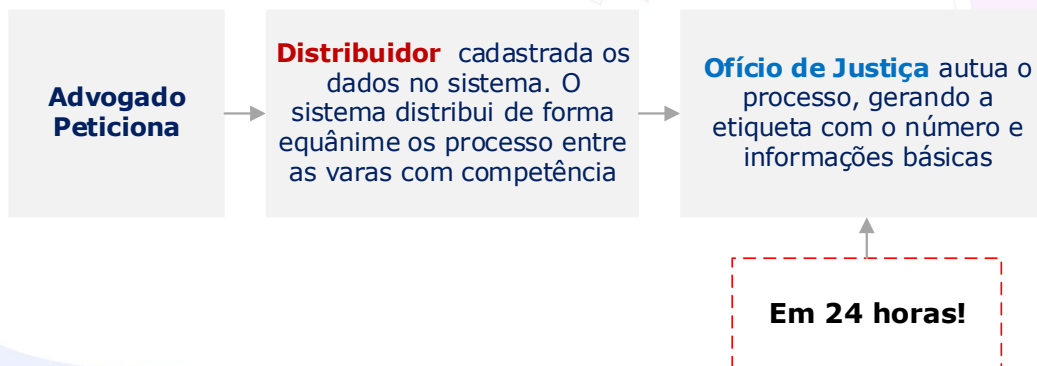 Advogado
Peticiona
Distribuidor cadastrada os
dados no sistema. O
sistema distribui de forma
equânime os processo entre
as varas com competência
Ofício de Justiça autua o
processo, gerando a
etiqueta com o número e
informações básicas
Em 24 horas!